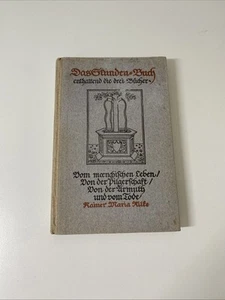 Das Stunden=Buch
enthaltend die drei Bücher/
Vom mœnchischen Leben/
Von der Pilgerschaft/
Von der Armuth
und vom Tode/
Rainer Maria Rilke